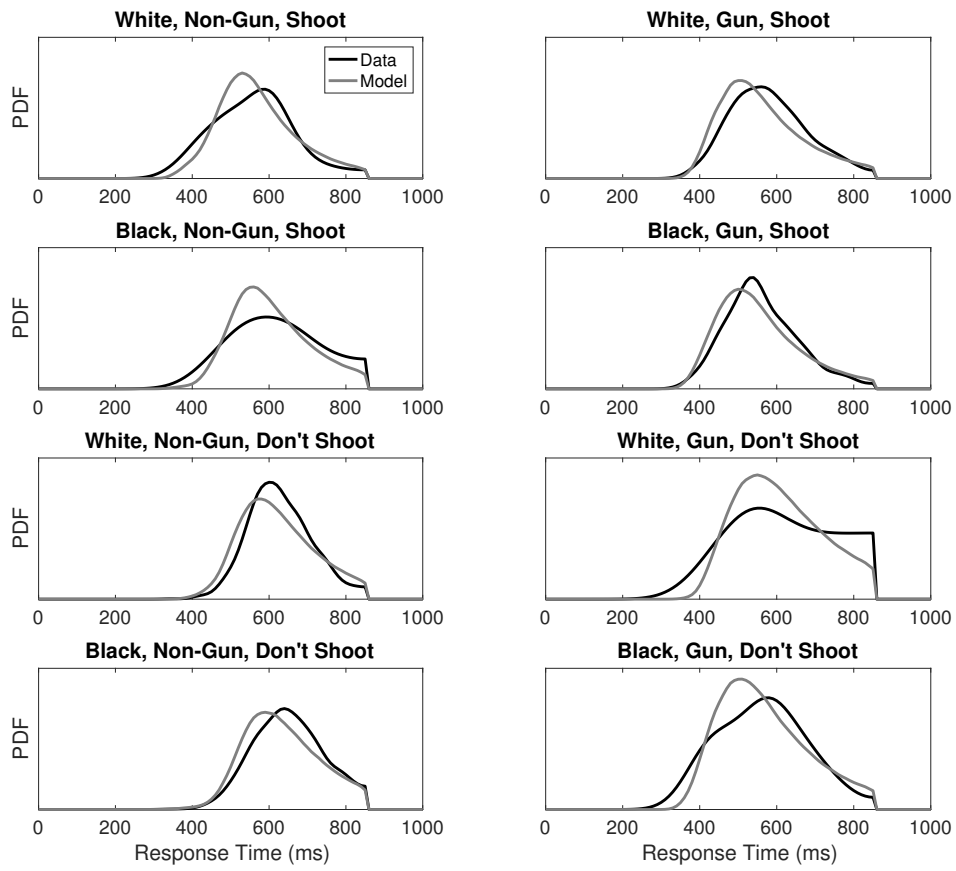 White, Non-Gun, Shoot
White, Gun, Shoot
PDF
Data
Model
0 200 400 600 800 1000
0 200 400 600 800 1000
Black, Non-Gun, Shoot
Black, Gun, Shoot
PDF
0 200 400 600 800 1000
0 200 400 600 800 1000
White, Non-Gun, Don't Shoot
White, Gun, Don't Shoot
PDF
0 200 400 600 800 1000
0 200 400 600 800 1000
Black, Non-Gun, Don't Shoot
Black, Gun, Don't Shoot
PDF
0 200 400 600 800 1000
0 200 400 600 800 1000
Response Time (ms)
Response Time (ms)